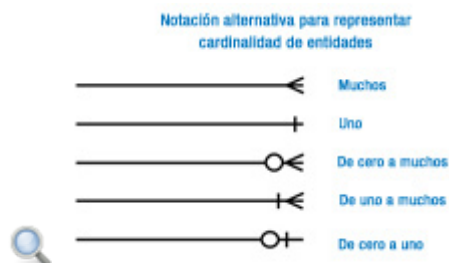 Notación alternativa para representar
cardinalidad de entidades
Muchos
Uno
De cero a muchos
De uno a muchos
De cero a uno